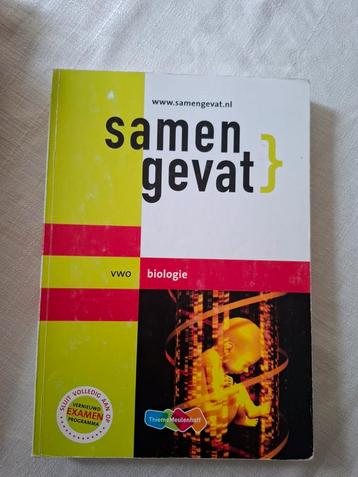 www.samengevat.nl
samen
gevat}
vwo biologie
SLUIT VOLLEDIG AAN OP
VERNIEUWD
EXAMEN
PROGRAMMA
ThiemeMeulenhoff